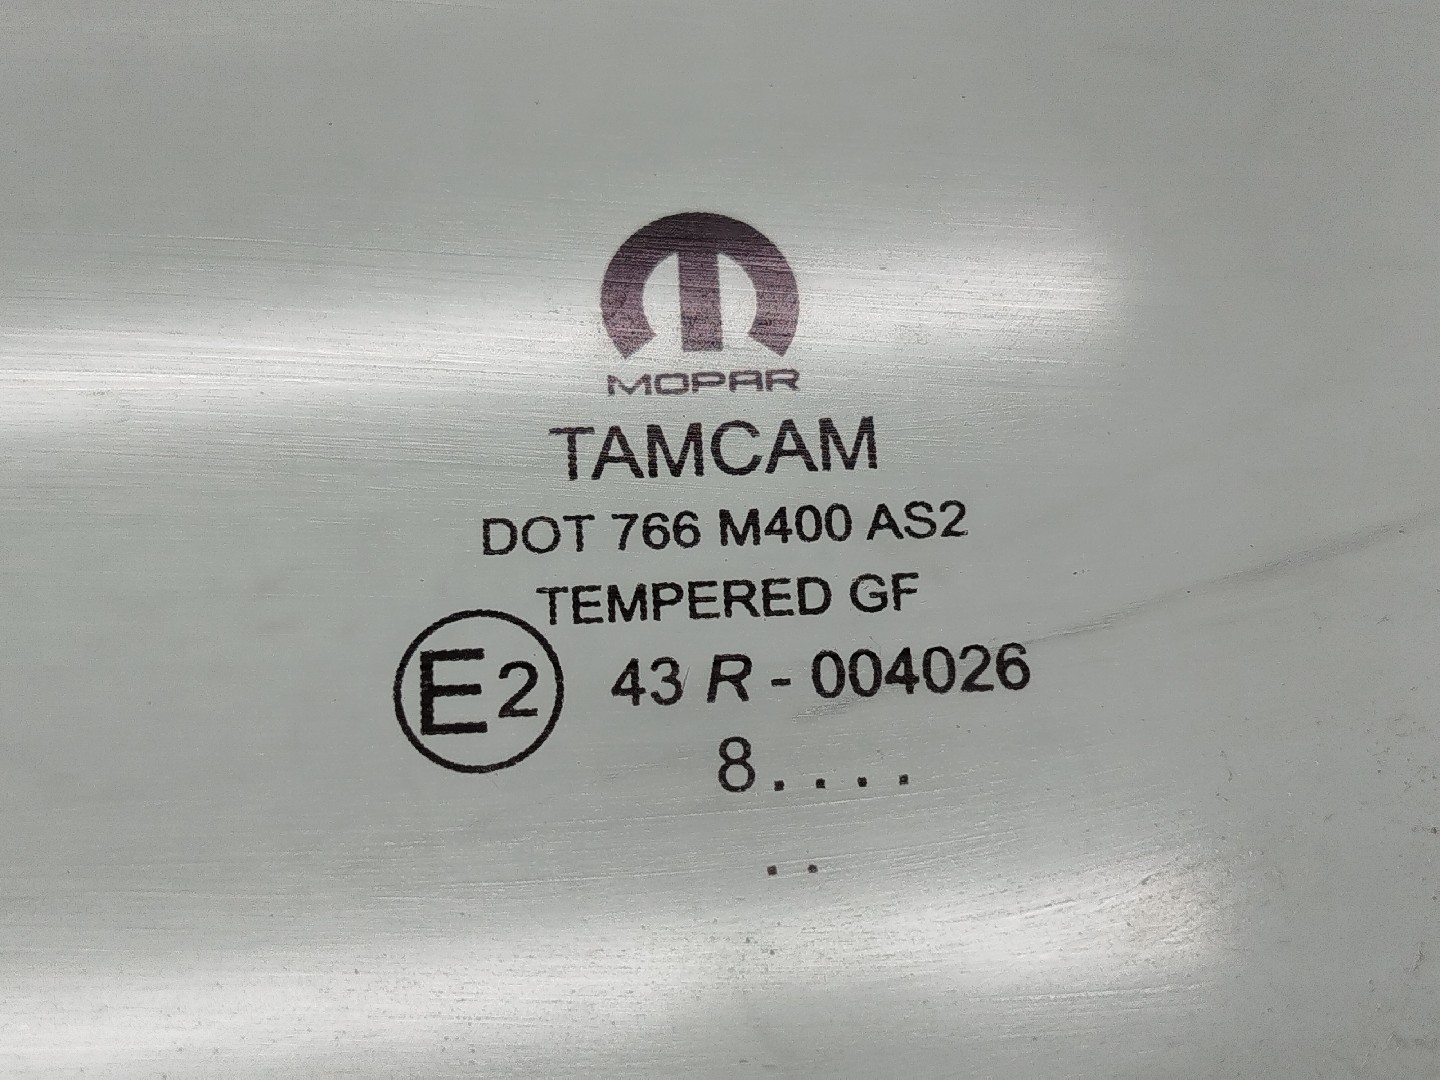 MOPAR
TAMCAM
DOT 766 M400 AS2
TEMPERED GF
E2 43 R - 004026
8....
..